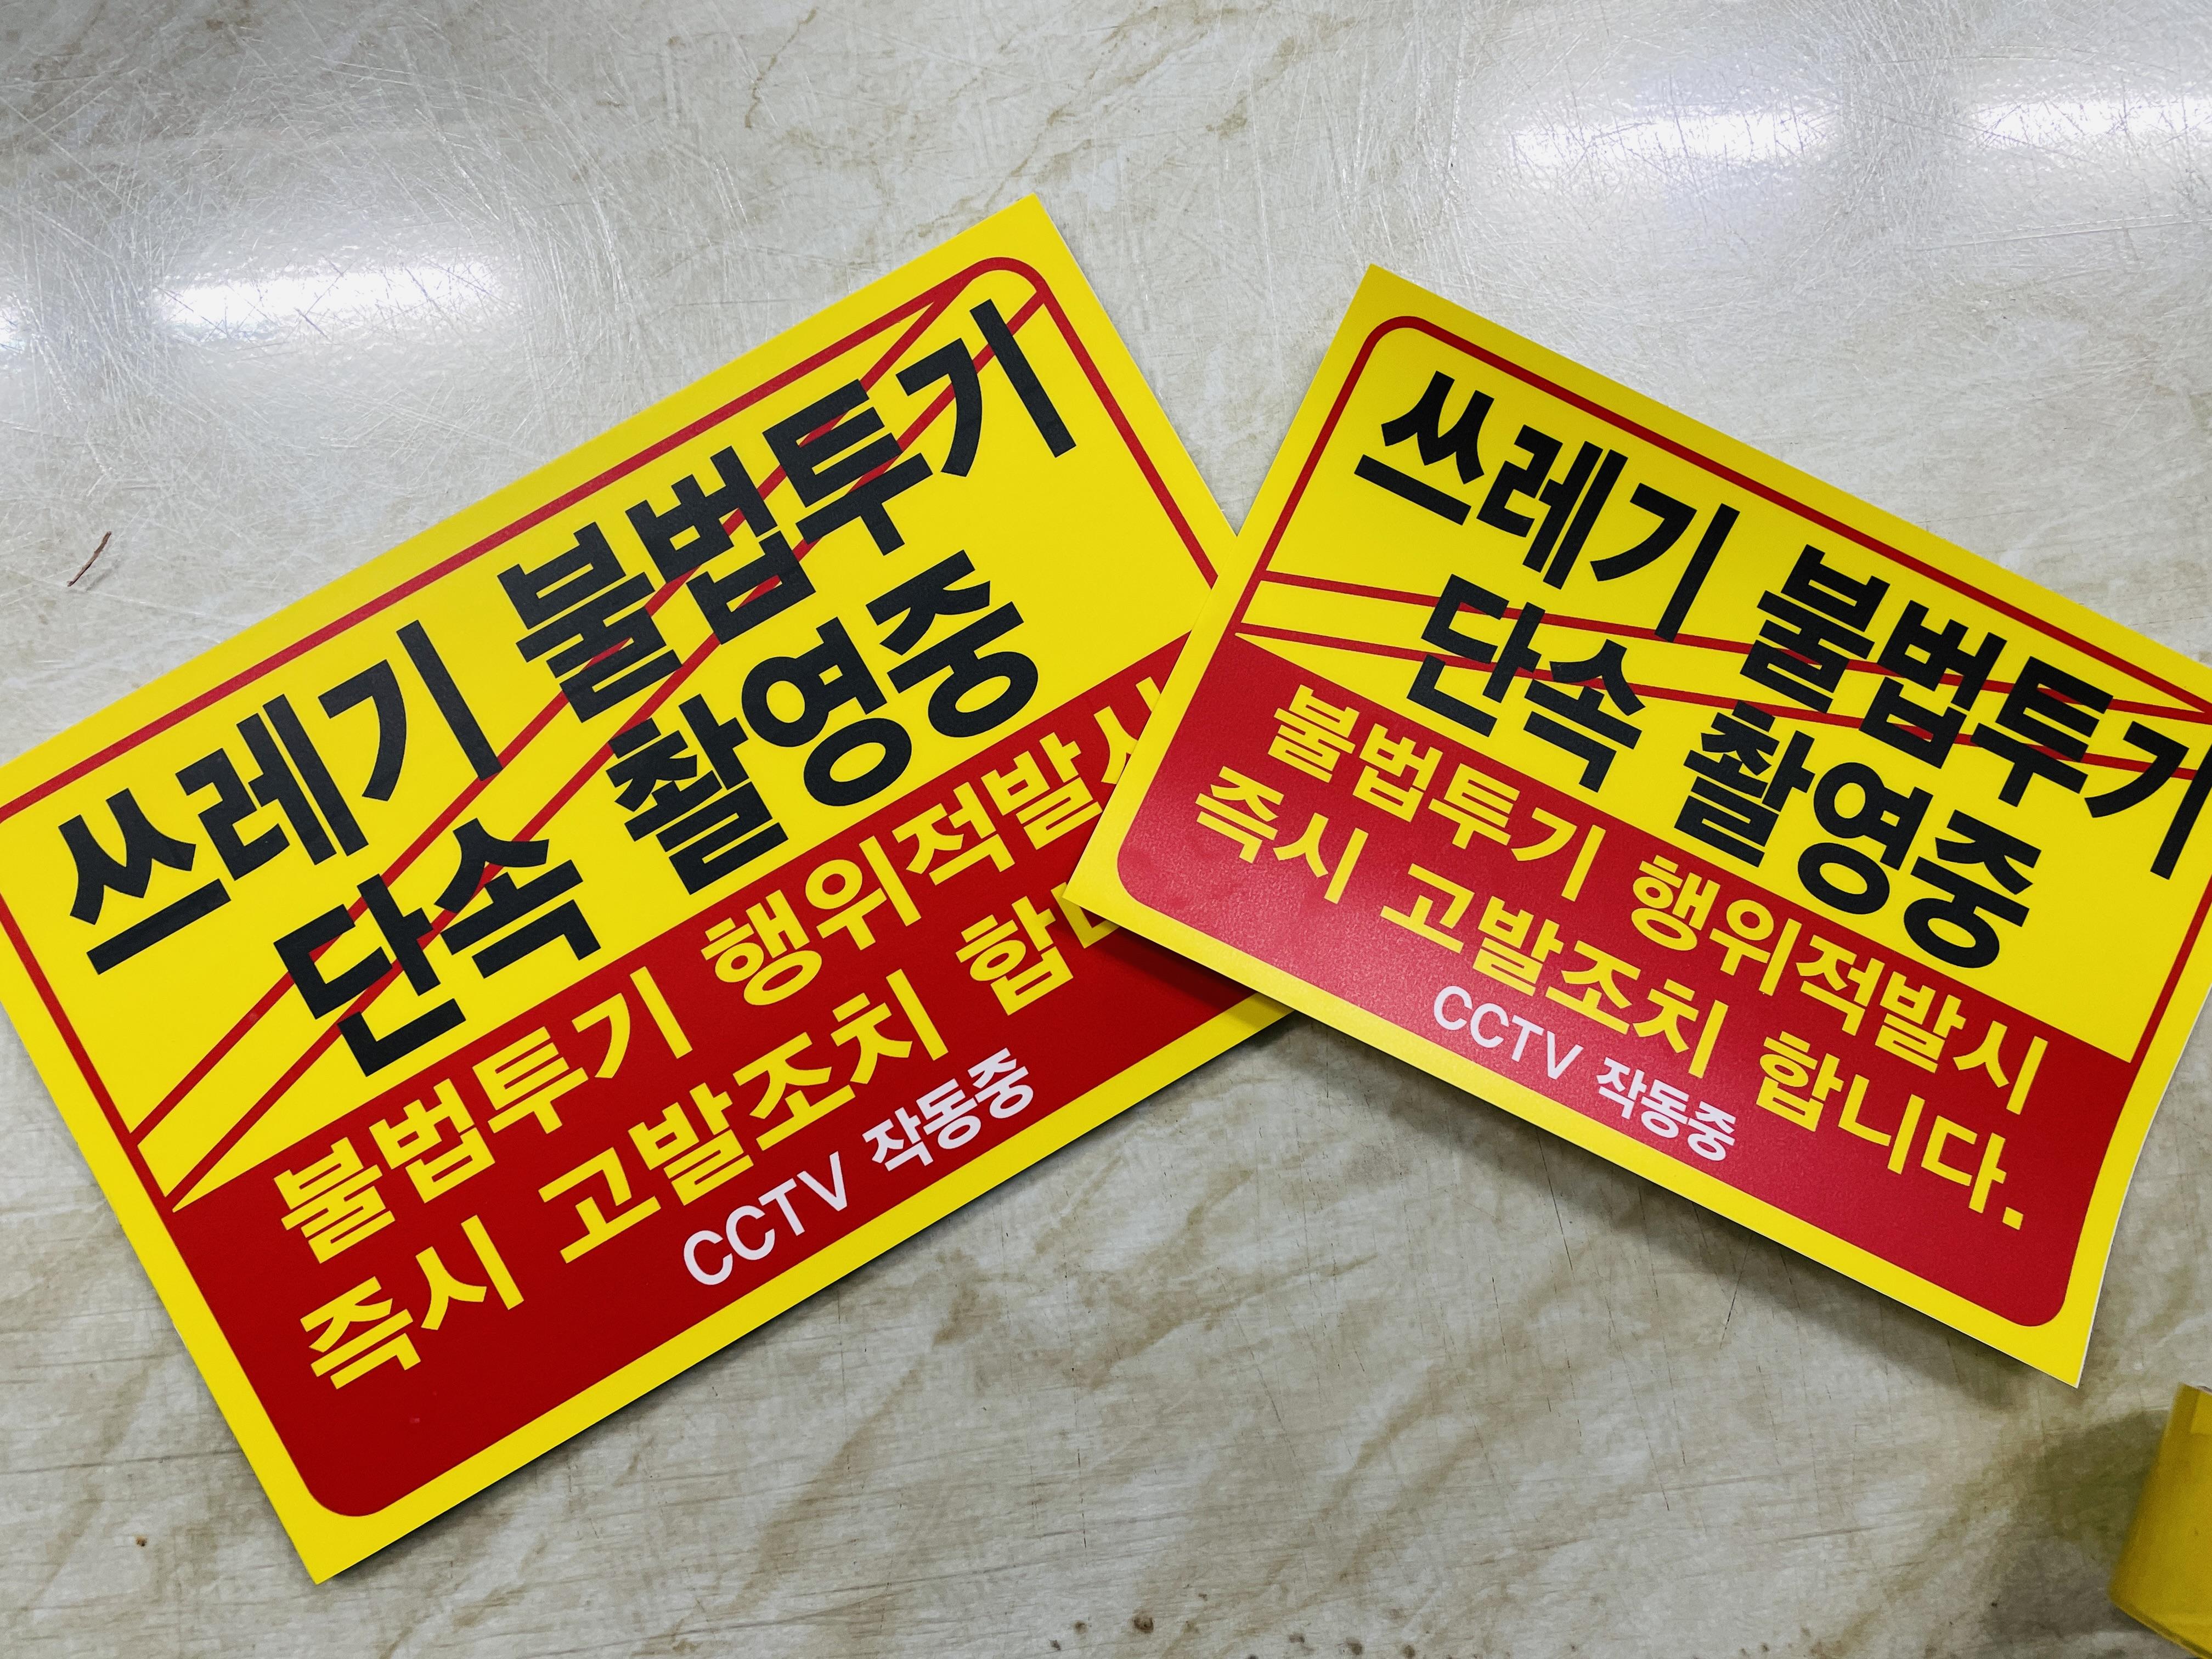 쓰레기 불법투기
단속 촬영중
불법투기 행위적발시
즉시 고발조치 합
CCTV 작동중
쓰레기 불법투기
단속 촬영중
불법투기 행위적발시
즉시 고발조치 합니다.
CCTV 작동중